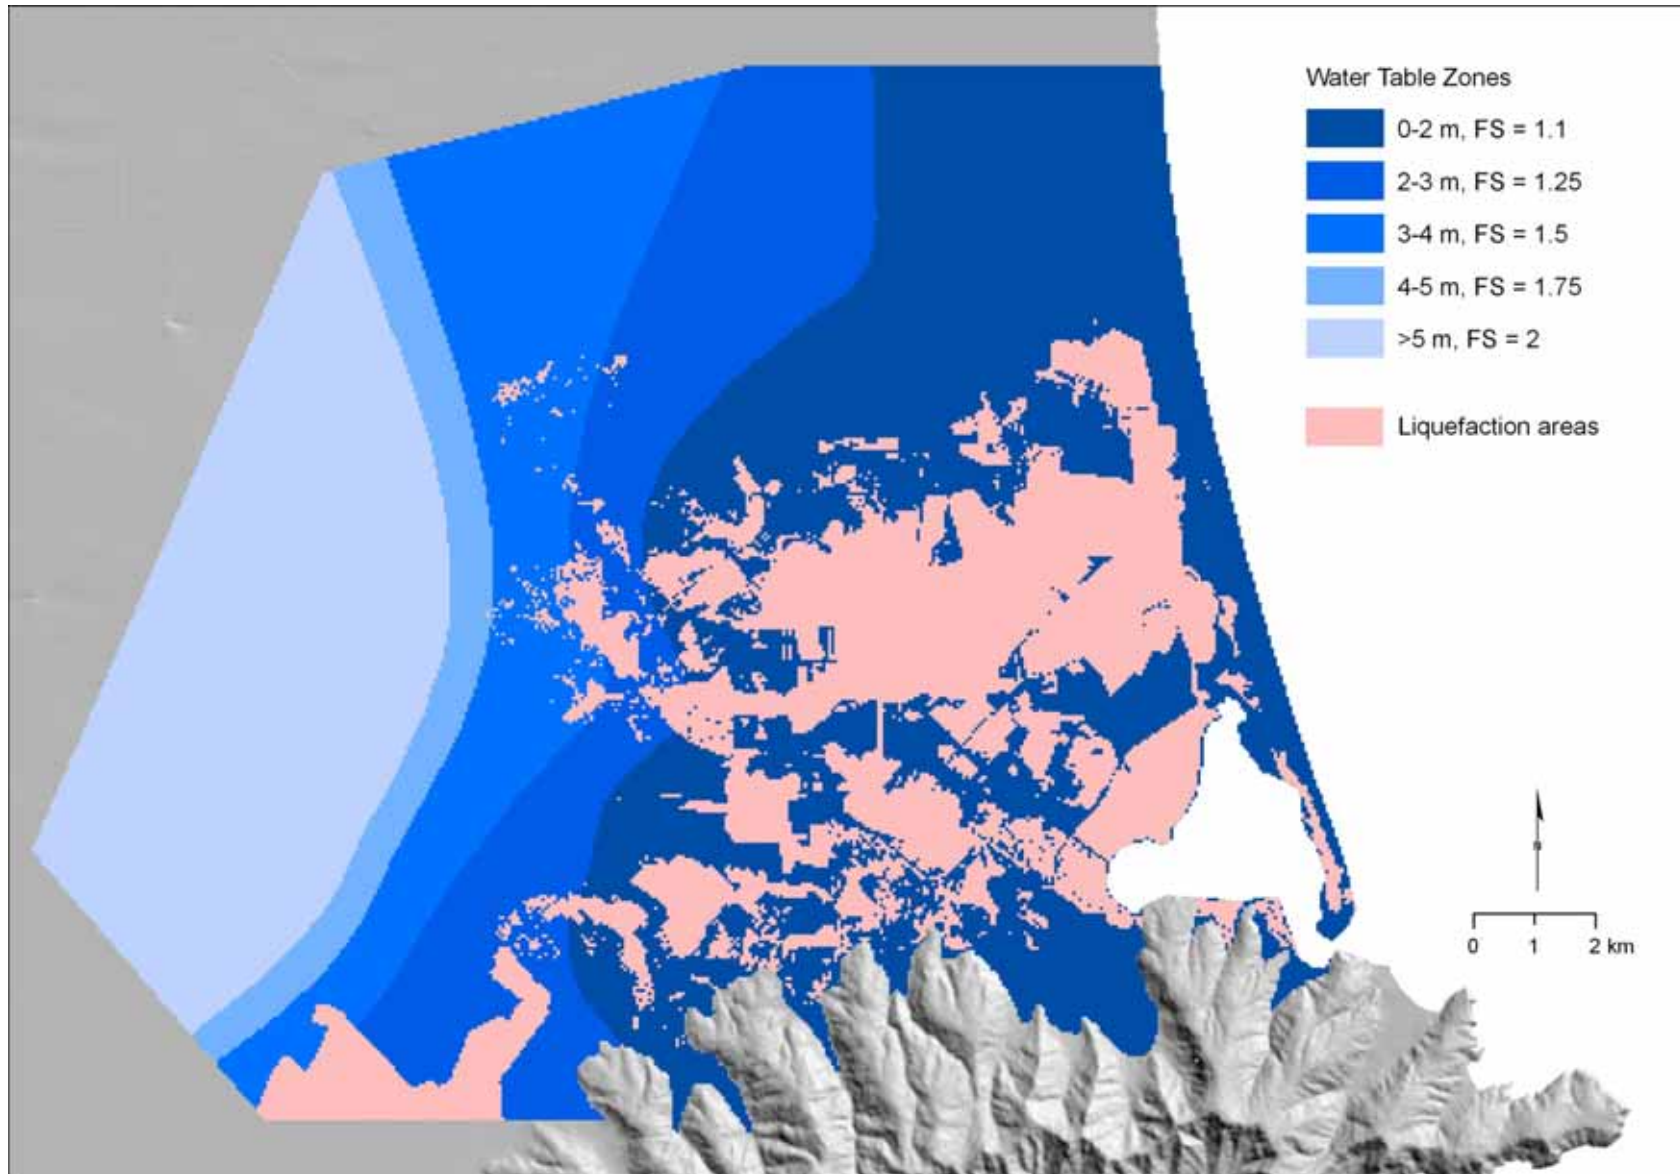 Water Table Zones
0-2 m, FS = 1.1
2-3 m, FS = 1.25
3-4 m, FS = 1.5
4-5 m, FS = 1.75
>5 m, FS = 2
Liquefaction areas
N
0 1 2 km